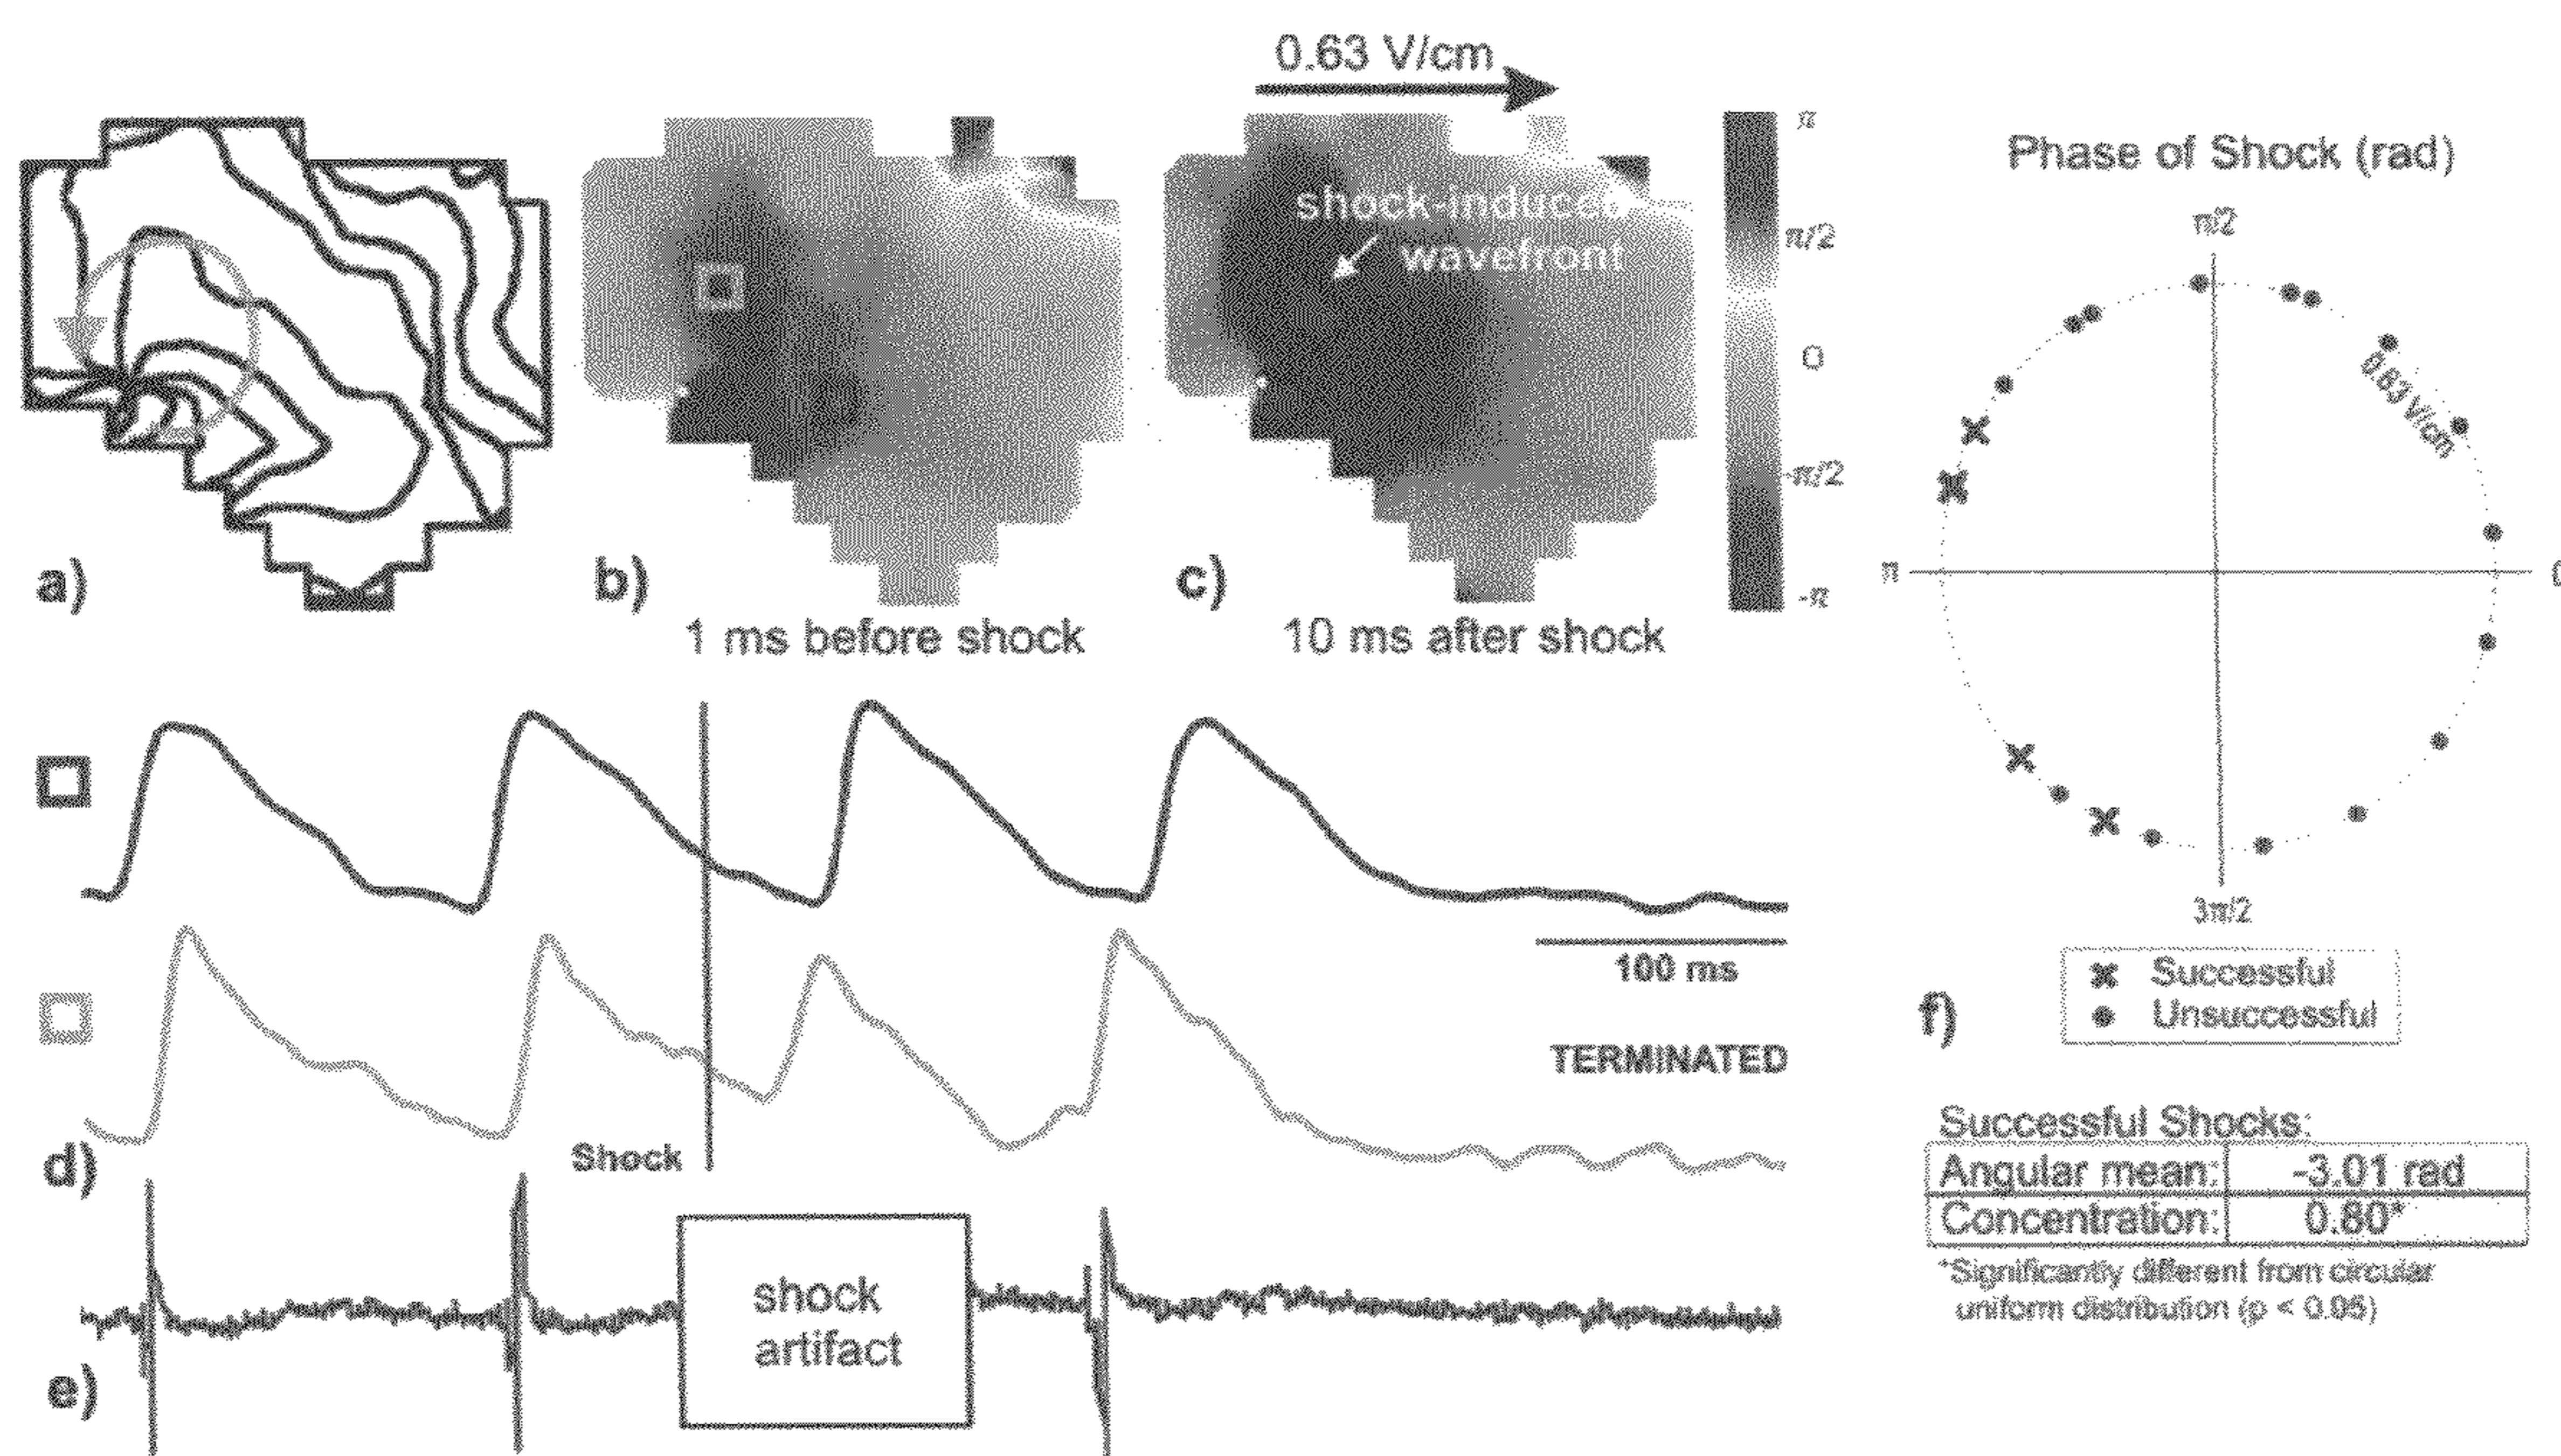 0.63 V/cm
shock-induced
wavefront
π
π/2
0
-π/2
-π
a)
b)
c)
1 ms before shock
10 ms after shock
100 ms
TERMINATED
Shock
d)
shock
artifact
e)
Phase of Shock (rad)
π/2
0.63 V/cm
π
3π/2
Successful
Unsuccessful
f)
Successful Shocks:
Angular mean: -3.01 rad
Concentration: 0.80*
*Significantly different from circular
uniform distribution (p < 0.05)